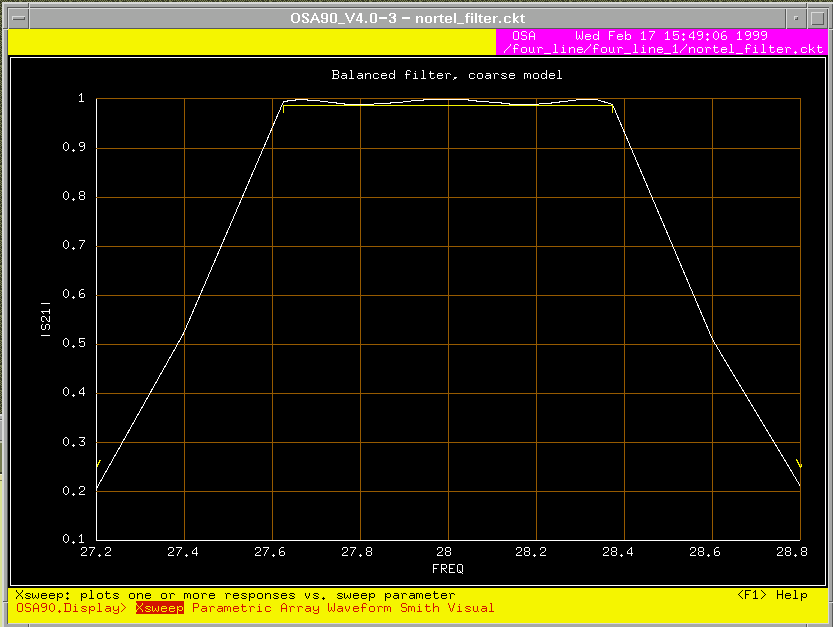 OSA90_V4.0-3 - nortel_filter.ckt
OSA Wed Feb 17 15:49:06 1999
/four_line/four_line_1/nortel_filter.ckt
Balanced filter, coarse model
1
0.9
0.8
0.7
0.6
0.5
0.4
0.3
0.2
0.1
|S21|
27.2 27.4 27.6 27.8 28 28.2 28.4 28.6 28.8
FREQ
Xsweep: plots one or more responses vs. sweep parameter <F1> Help
OSA90.Display> Xsweep Parametric Array Waveform Smith Visual